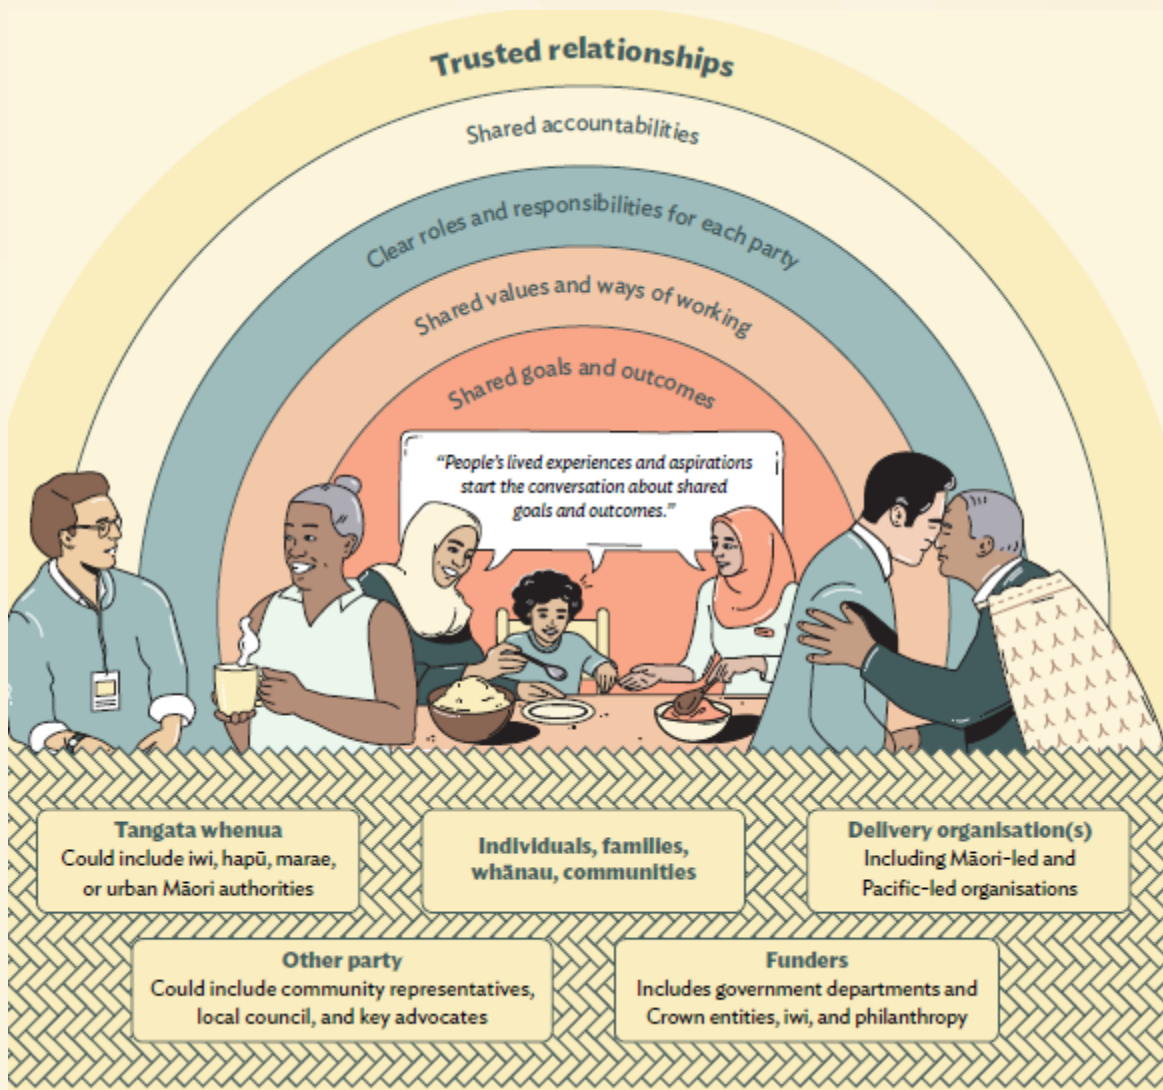 Trusted relationships
Shared accountabilities
Clear roles and responsibilities for each party
Shared values and ways of working
Shared goals and outcomes
“People’s lived experiences and aspirations
start the conversation about shared
goals and outcomes.”
Tangata whenua
Could include iwi, hapū, marae,
or urban Māori authorities
Individuals, families,
whānau, communities
Delivery organisation(s)
Including Māori-led and
Pacific-led organisations
Other party
Could include community representatives,
local council, and key advocates
Funders
Includes government departments and
Crown entities, iwi, and philanthropy